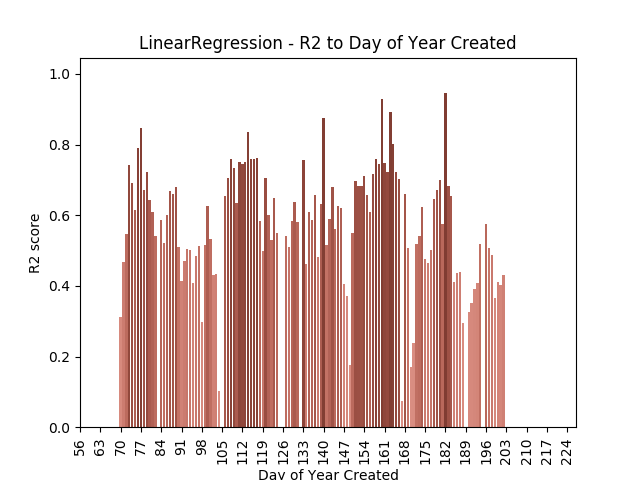 LinearRegression - R2 to Day of Year Created
1.0
0.8
0.6
0.4
0.2
0.0
R2 score
56 63 70 77 84 91 98 105 112 119 126 133 140 147 154 161 168 175 182 189 196 203 210 217 224
Day of Year Created